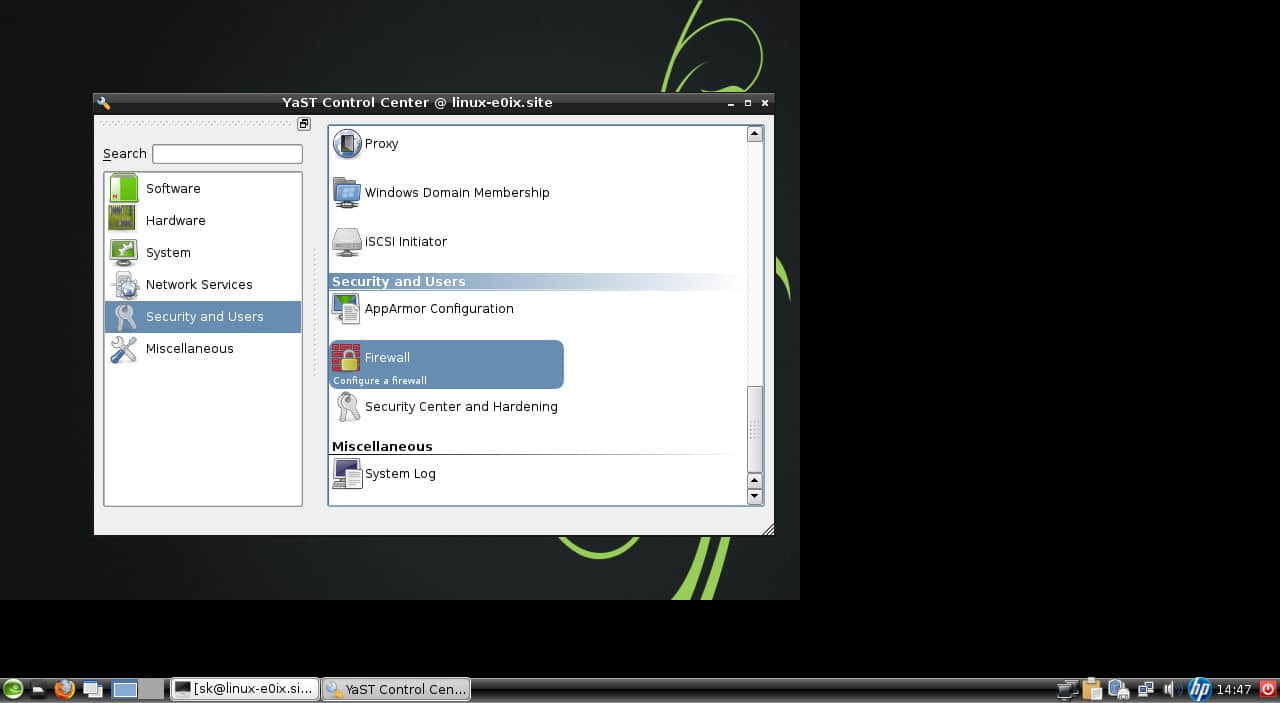 YaST Control Center @ linux-e0ix.site
Search
Software
Hardware
System
Network Services
Security and Users
Miscellaneous
Proxy
Windows Domain Membership
iSCSI Initiator
Security and Users
AppArmor Configuration
Firewall
Configure a firewall
Security Center and Hardening
Miscellaneous
System Log
[sk@linux-e0ix.si...
YaST Control Cen...
hp
14:47